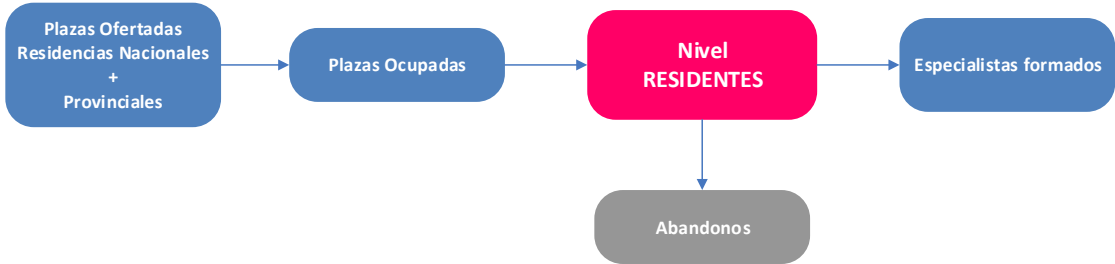 Plazas Ofertadas
Residencias Nacionales
+
Provinciales
Plazas Ocupadas
Nivel
RESIDENTES
Especialistas formados
Abandonos